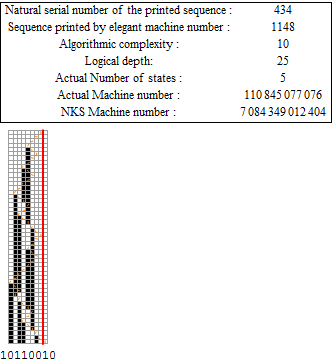 Natural serial number of the printed sequence : 434
Sequence printed by elegant machine number : 1148
Algorithmic complexity : 10
Logical depth: 25
Actual Number of states : 5
Actual Machine number : 110 845 077 076
NKS Machine number : 7 084 349 012 404
10110010